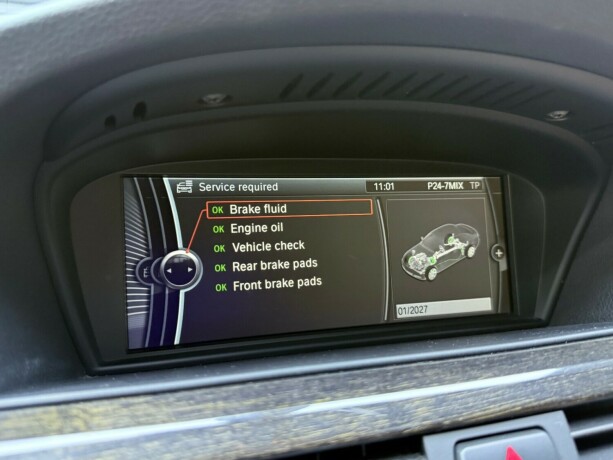 Service required 11:01 P24-7MIX TP
OK Brake fluid
OK Engine oil
OK Vehicle check
OK Rear brake pads
OK Front brake pads
01/2027